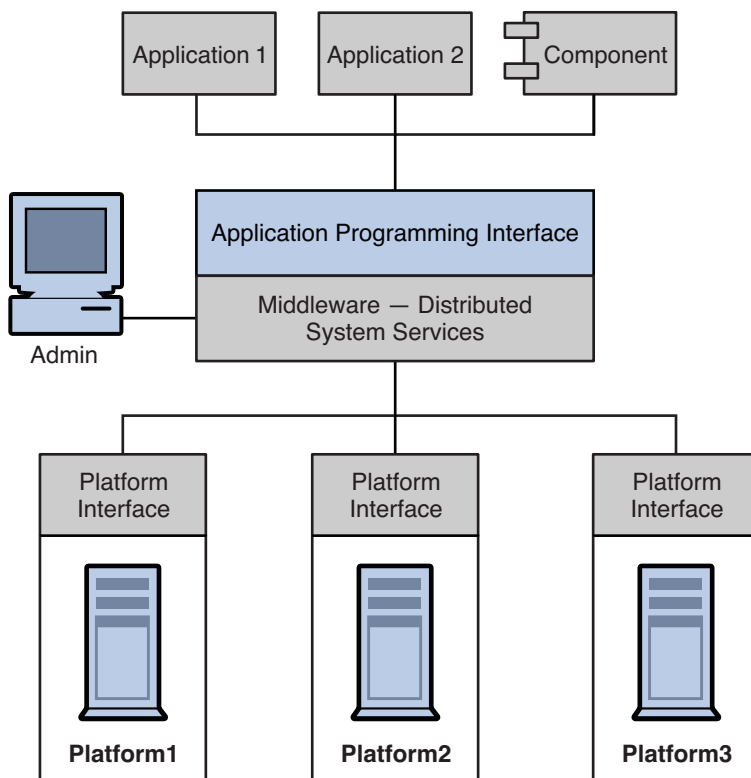 Application 1
Application 2
Component
Application Programming Interface
Middleware — Distributed
System Services
Admin
Platform
Interface
Platform
Interface
Platform
Interface
Platform1
Platform2
Platform3